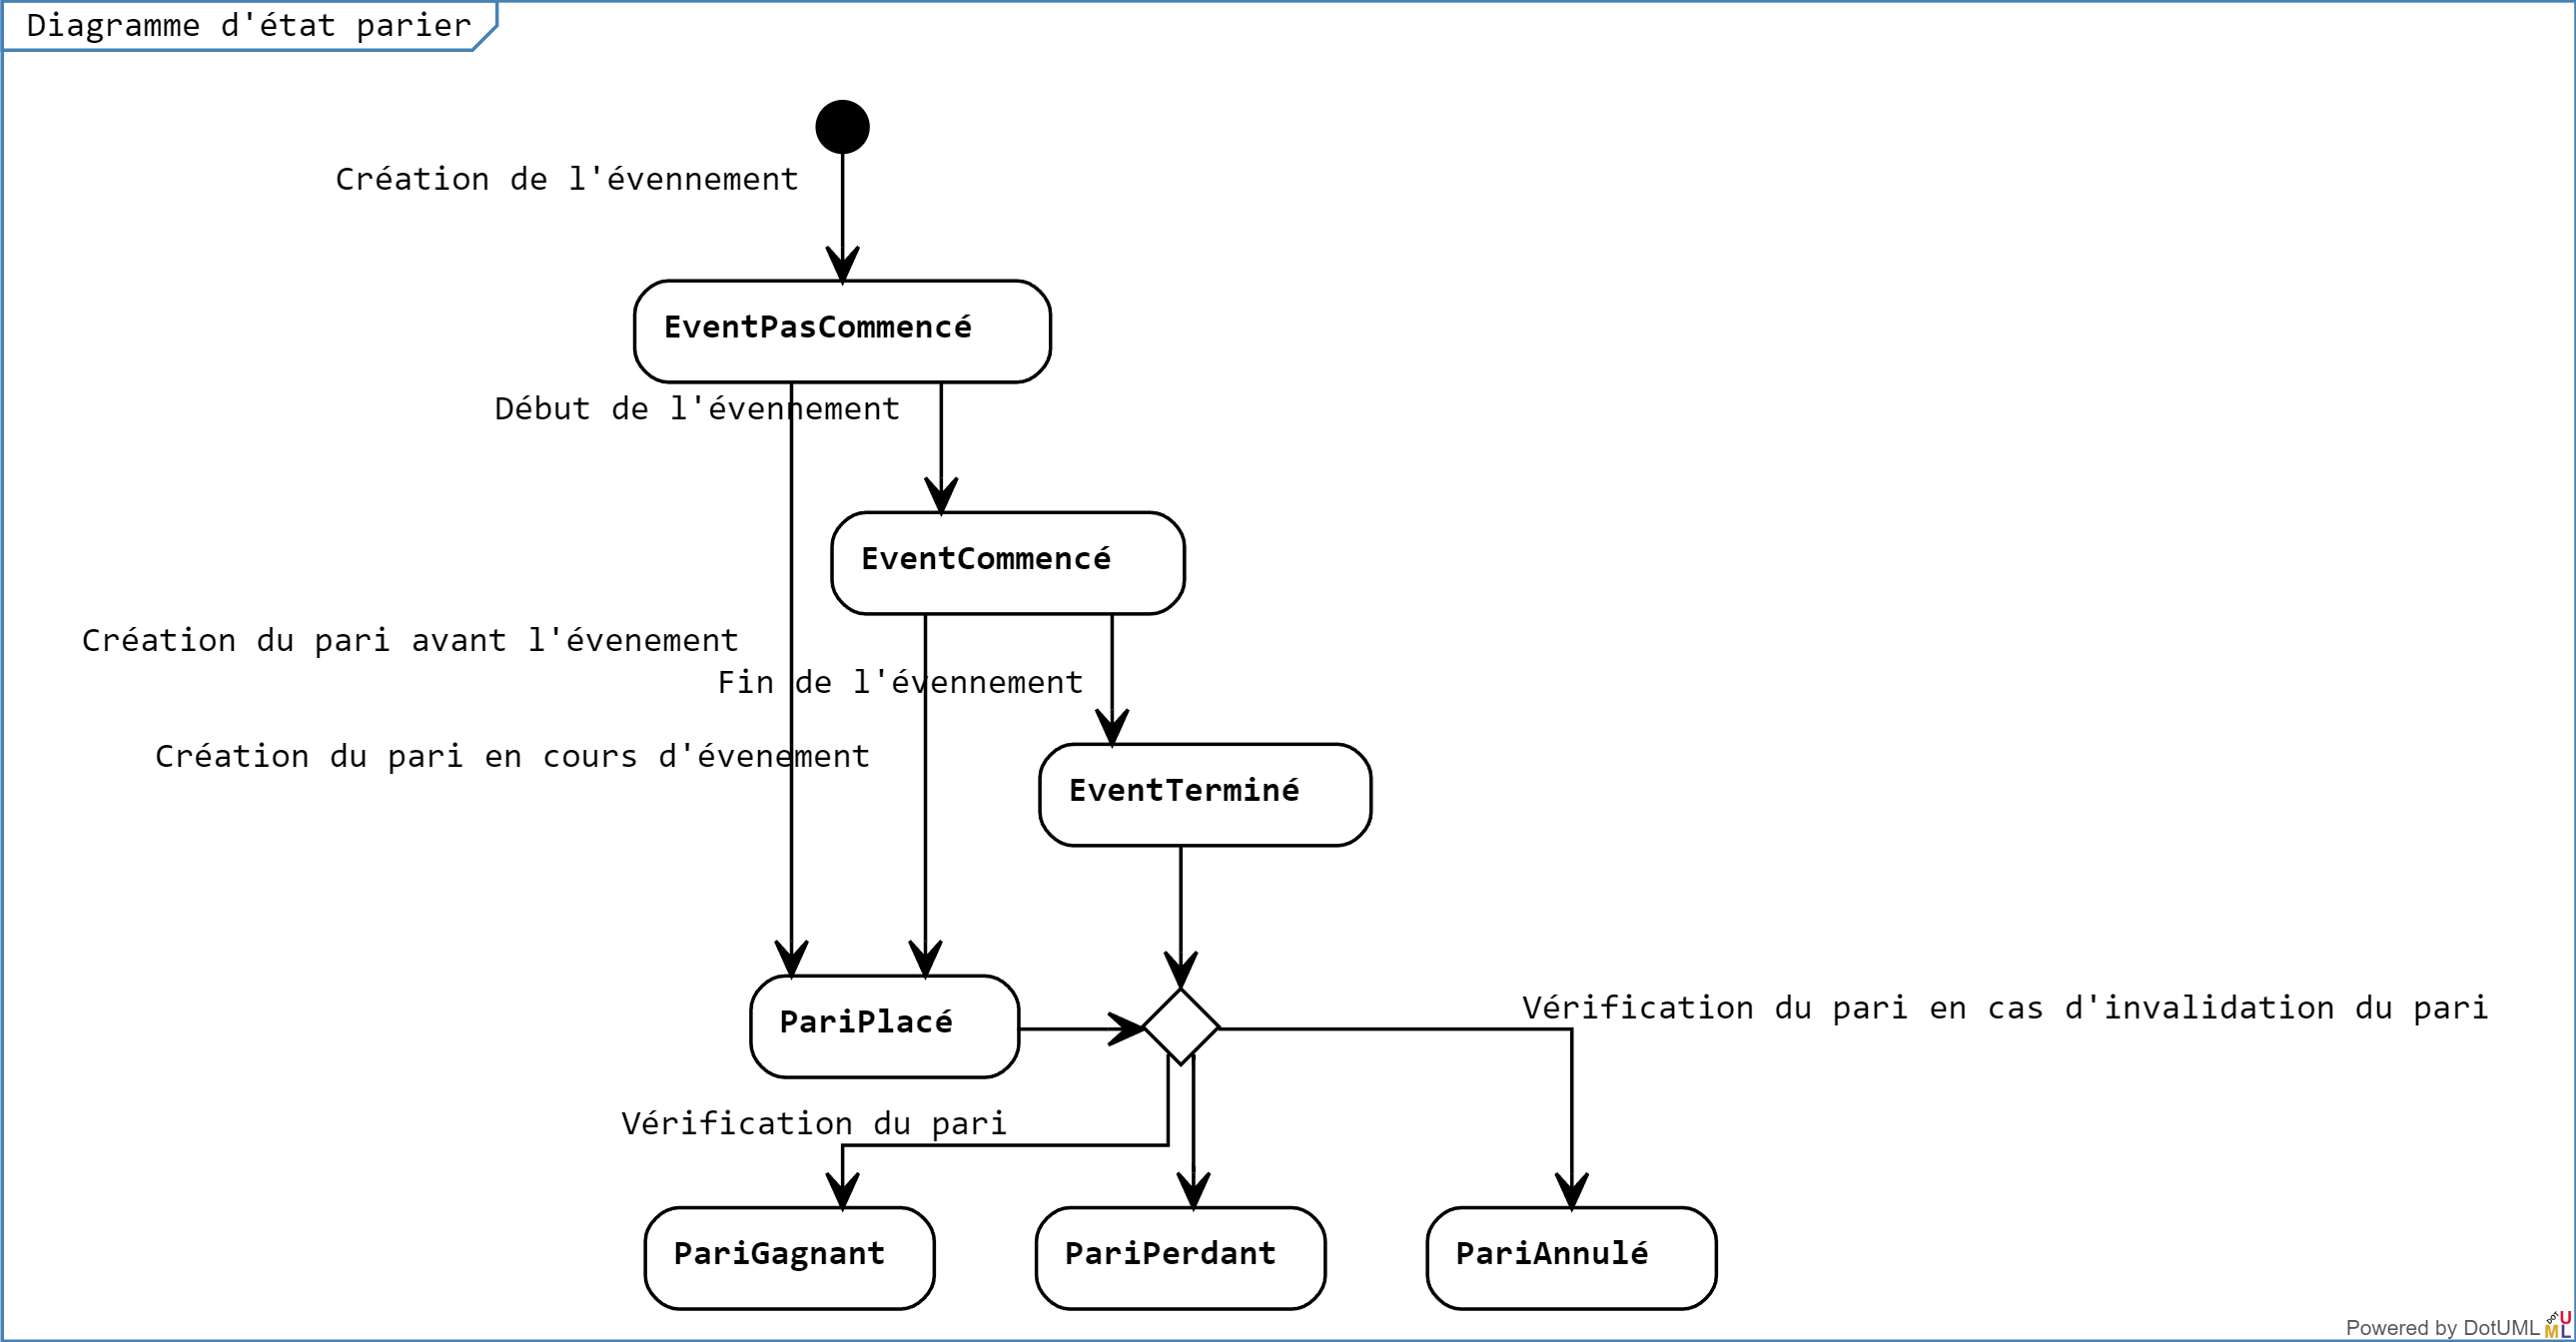 Diagramme d'état parier
Création de l'évennement
EventPasCommencé
Début de l'évennement
EventCommencé
Création du pari avant l'évenement
Fin de l'évennement
Création du pari en cours d'évenement
EventTerminé
Vérification du pari en cas d'invalidation du pari
PariPlacé
Vérification du pari
PariGagnant
PariPerdant
PariAnnulé
Powered by DotUML
DOT
UML